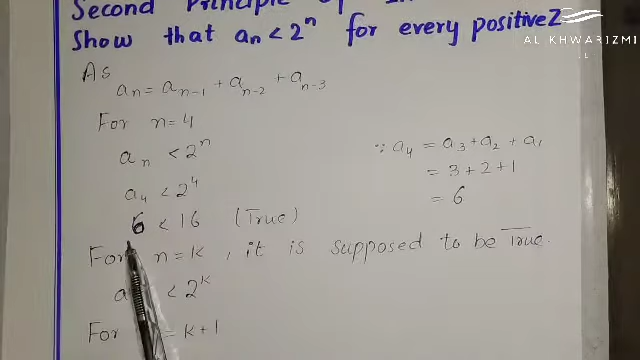 Second Principle of
Show that aₙ < 2ⁿ for every positive Z
AL KHWARIZMI
As
aₙ = aₙ₋₁ + aₙ₋₂ + aₙ₋₃
For n = 4
aₙ < 2ⁿ
∵ a₄ = a₃ + a₂ + a₁
= 3 + 2 + 1
a₄ < 2⁴
= 6
6 < 16 (True)
For n = k, it is supposed to be True.
a < 2ᵏ
For = k + 1